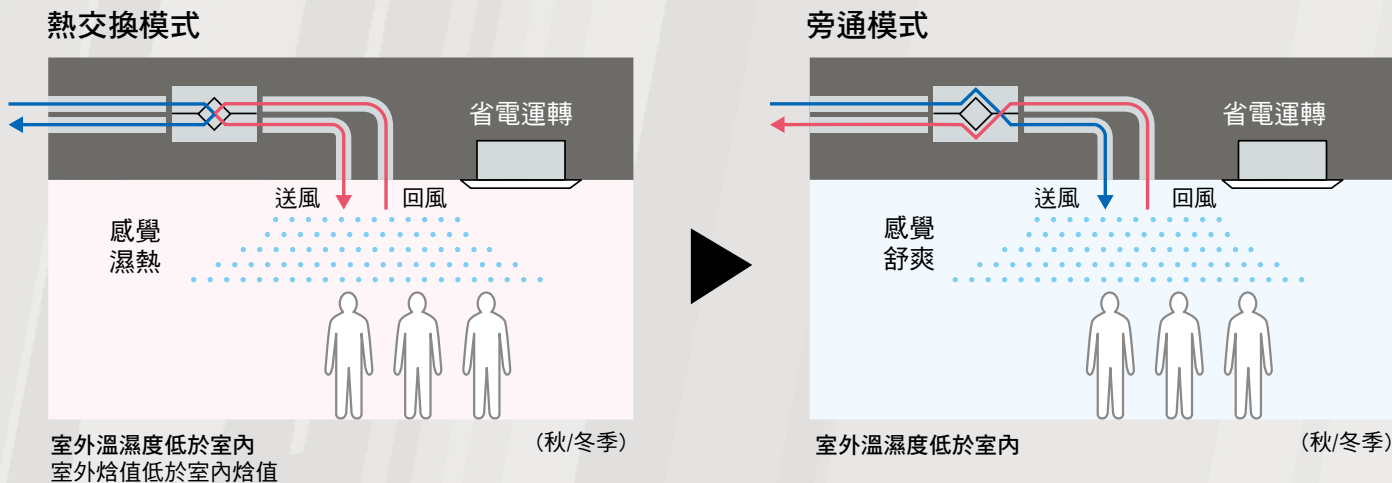 熱交換模式
省電運轉
送風
回風
感覺
濕熱
室外溫濕度低於室內
(秋/冬季)
室外焓值低於室內焓值
旁通模式
省電運轉
送風
回風
感覺
舒爽
室外溫濕度低於室內
(秋/冬季)